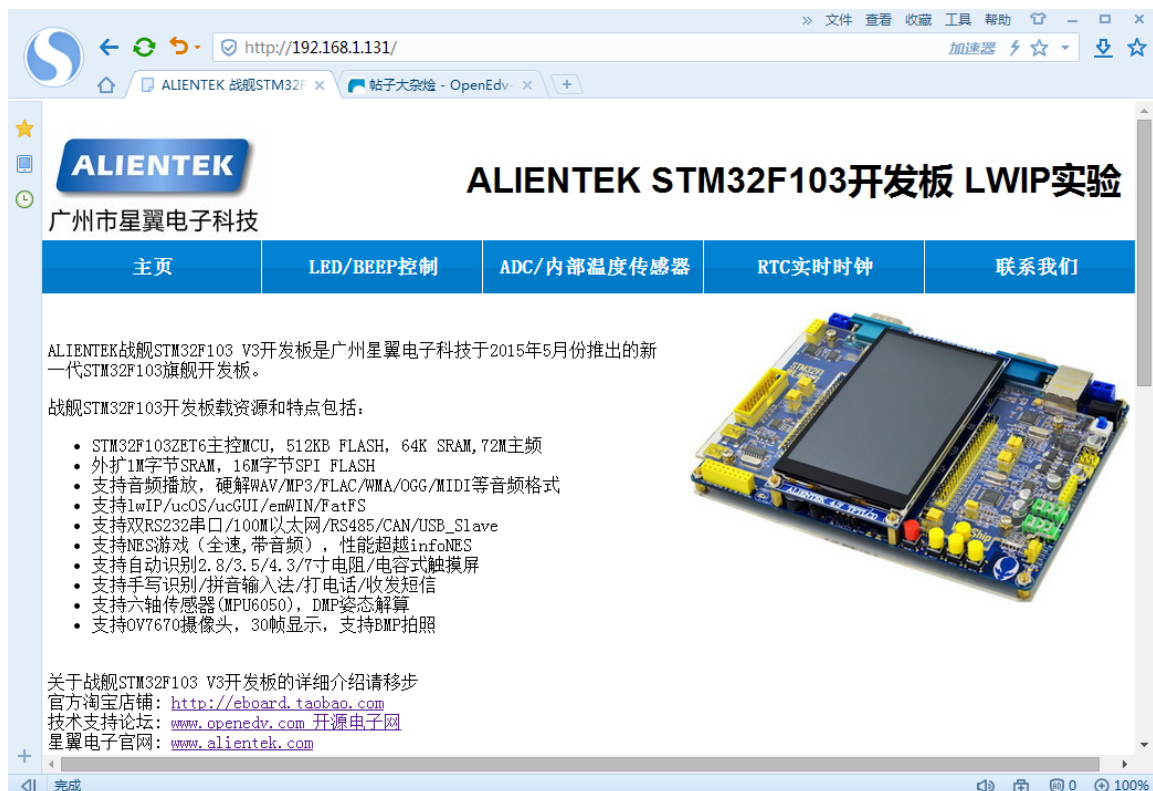 » 文件 查看 收藏 工具 帮助
http://192.168.1.131/
加速器
ALIENTEK 战舰STM32F
帖子大杂烩 - OpenEdv-
ALIENTEK
广州市星翼电子科技
ALIENTEK STM32F103开发板 LWIP实验
主页 LED/BEEP控制 ADC/内部温度传感器 RTC实时时钟 联系我们
ALIENTEK战舰STM32F103 V3开发板是广州星翼电子科技于2015年5月份推出的新
一代STM32F103旗舰开发板。
战舰STM32F103开发板载资源和特点包括：
• STM32F103ZET6主控MCU，512KB FLASH，64K SRAM,72M主频
• 外扩1M字节SRAM，16M字节SPI FLASH
• 支持音频播放，硬解WAV/MP3/FLAC/WMA/OGG/MIDI等音频格式
• 支持lwIP/ucOS/ucGUI/emWIN/FatFS
• 支持双RS232串口/100M以太网/RS485/CAN/USB_Slave
• 支持NES游戏（全速,带音频），性能超越infoNES
• 支持自动识别2.8/3.5/4.3/7寸电阻/电容式触摸屏
• 支持手写识别/拼音输入法/打电话/收发短信
• 支持六轴传感器(MPU6050)，DMP姿态解算
• 支持OV7670摄像头，30帧显示，支持BMP拍照
STM32F1
ALIENTEK 4.3' TFTLCD
关于战舰STM32F103 V3开发板的详细介绍请移步
官方淘宝店铺：http://eboard.taobao.com
技术支持论坛：www.openedv.com 开源电子网
星翼电子官网：www.alientek.com
完成
0
100%